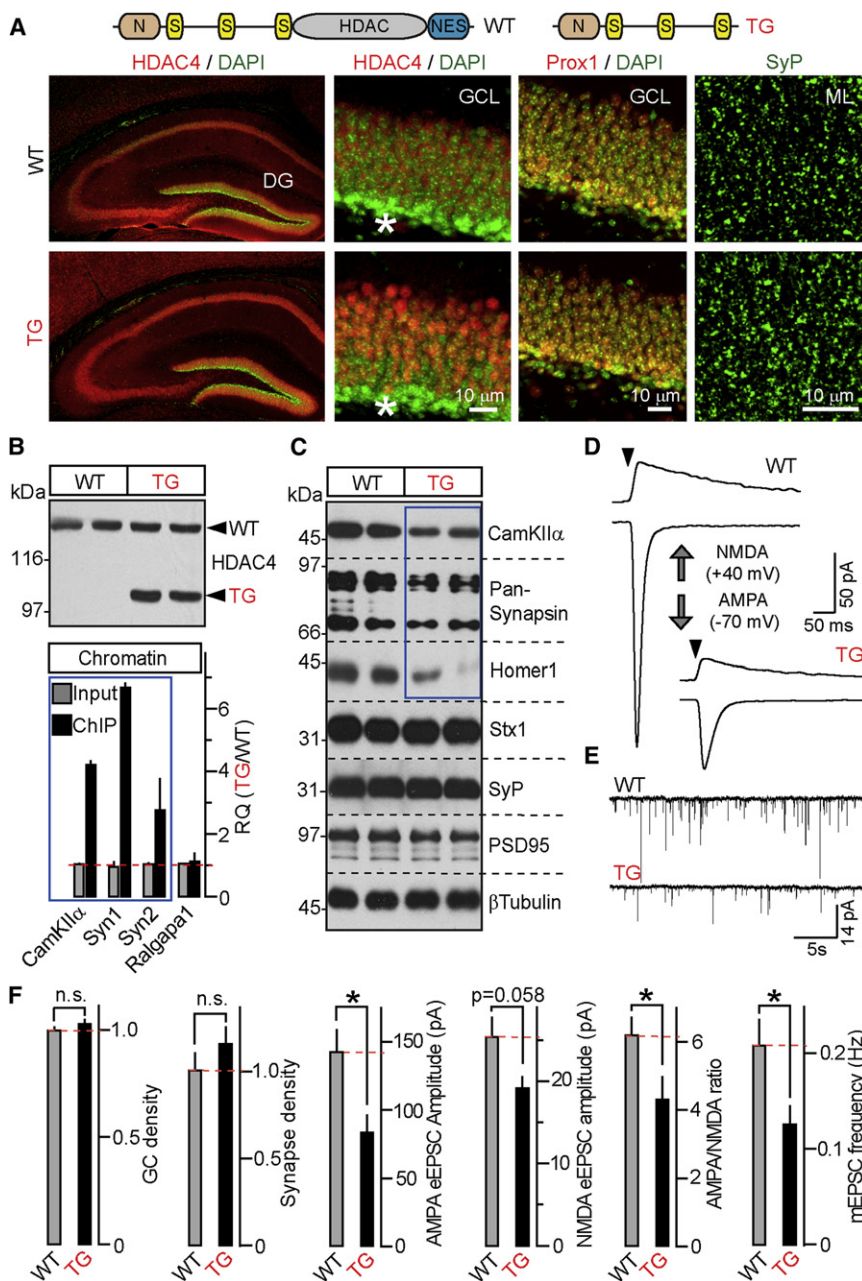 A
N S S S HDAC NES WT
N S S S TG
HDAC4 / DAPI
HDAC4 / DAPI
Prox1 / DAPI
SyP
WT
DG
GCL
GCL
ML
*
TG
*
10 µm
10 µm
10 µm
B
WT TG
kDa
WT
116
HDAC4
97
TG
Chromatin
Input
ChIP
6
4
2
0
RQ (TG/WT)
CamKIIα
Syn1
Syn2
Ralgapa1
C
WT TG
kDa
45
CamKIIα
97
Pan-
Synapsin
66
45
Homer1
31
Stx1
31
SyP
97
PSD95
45
βTubulin
D
WT
NMDA
(+40 mV)
AMPA
(-70 mV)
50 pA
50 ms
TG
E
WT
TG
14 pA
5s
F
n.s.
1.0
0.5
0
GC density
WT
TG
n.s.
1.0
0.5
0
Synapse density
WT
TG
*
150
100
50
0
AMPA eEPSC Amplitude (pA)
WT
TG
p=0.058
20
10
0
NMDA eEPSC amplitude (pA)
WT
TG
*
6
4
2
0
AMPA/NMDA ratio
WT
TG
*
0.2
0.1
0
mEPSC frequency (Hz)
WT
TG